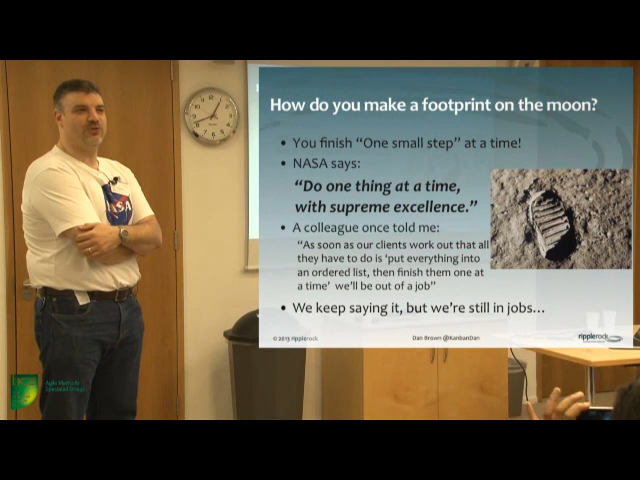 How do you make a footprint on the moon?
• You finish "One small step" at a time!
• NASA says:
"Do one thing at a time,
with supreme excellence."
• A colleague once told me:
"As soon as our clients work out that all
they have to do is 'put everything into
an ordered list, then finish them one at
a time' we'll be out of a job"
• We keep saying it, but we're still in jobs...
© 2013 ripplerock
Dan Brown @KanbanDan
ripplerock
NASA
Agile Methods
Specialist Group